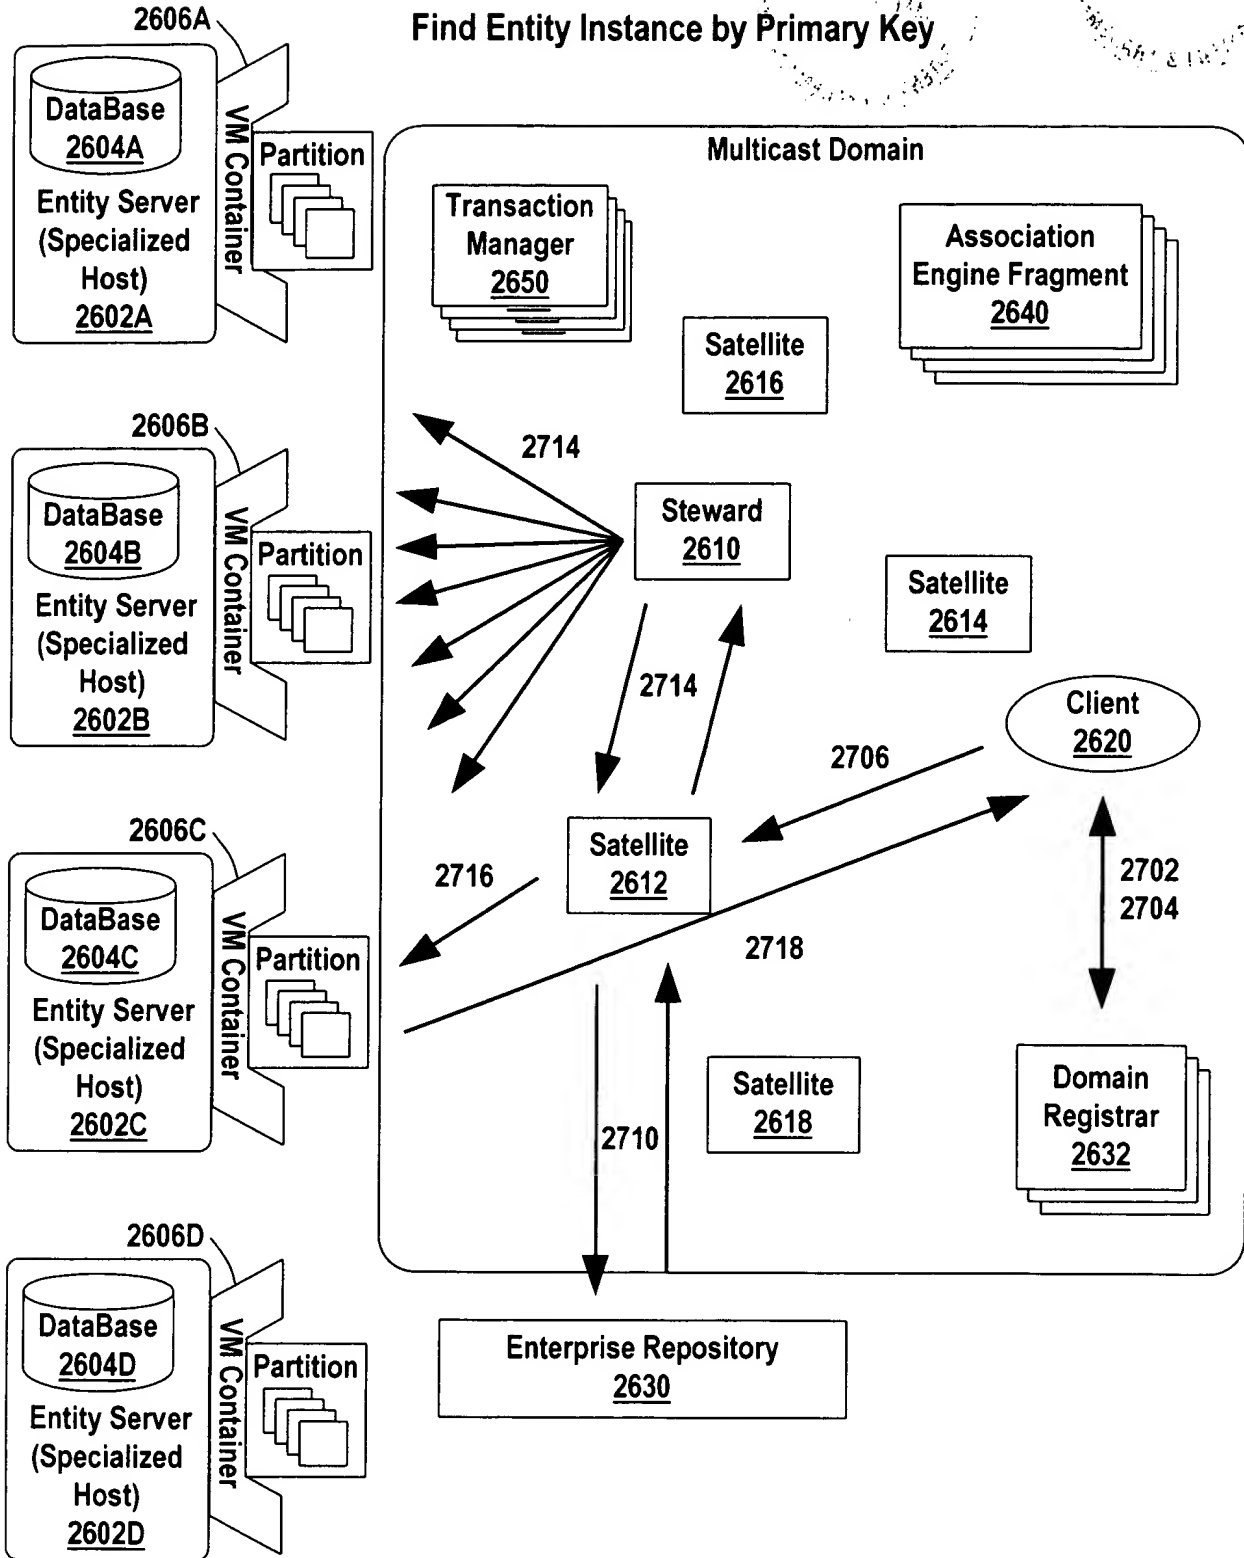 2606A
Find Entity Instance by Primary Key
DataBase
2604A
Entity Server
(Specialized
Host)
2602A
VM Container
Partition
Multicast Domain
Transaction
Manager
2650
Association
Engine Fragment
2640
Satellite
2616
2606B
DataBase
2604B
Entity Server
(Specialized
Host)
2602B
VM Container
Partition
2714
Steward
2610
Satellite
2614
2714
Client
2620
2706
2606C
DataBase
2604C
Entity Server
(Specialized
Host)
2602C
VM Container
Partition
2716
Satellite
2612
2702
2704
2718
2710
Satellite
2618
Domain
Registrar
2632
2606D
DataBase
2604D
Entity Server
(Specialized
Host)
2602D
VM Container
Partition
Enterprise Repository
2630